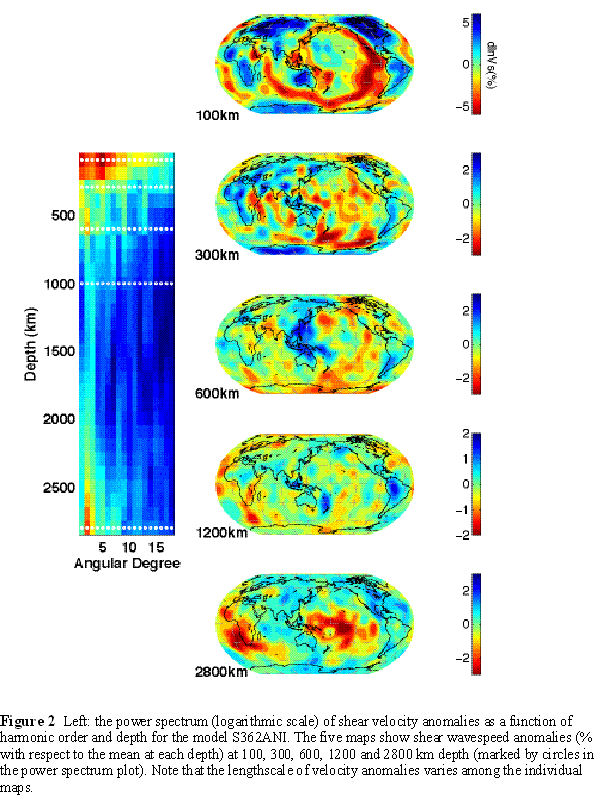 5
0
−5
dlnVs(%)
100km
2
0
−2
300km
500
1000
1500
2000
2500
Depth (km)
5 10 15
Angular Degree
2
0
−2
600km
2
1
0
−1
−2
1200km
2
0
−2
2800km
Figure 2 Left: the power spectrum (logarithmic scale) of shear velocity anomalies as a function of
harmonic order and depth for the model S362ANI. The five maps show shear wavespeed anomalies (%
with respect to the mean at each depth) at 100, 300, 600, 1200 and 2800 km depth (marked by circles in
the power spectrum plot). Note that the lengthscale of velocity anomalies varies among the individual
maps.